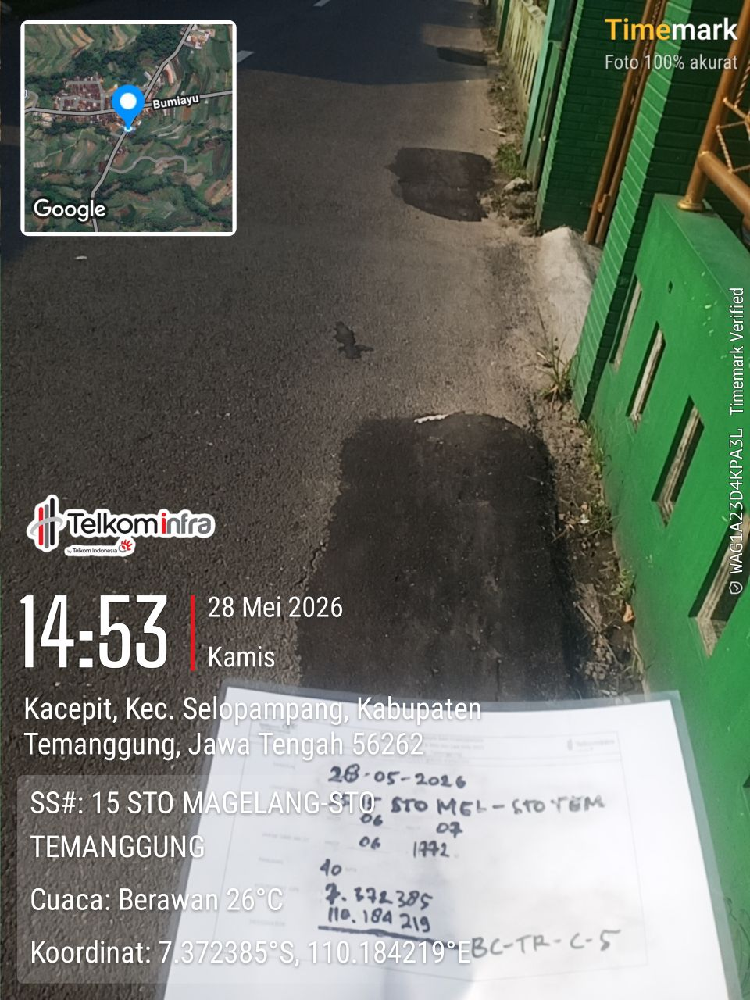 Timemark
Foto 100% akurat
Bumiayu
Google
WAG1A23D4KPA3L Timemark Verified
Telkominfra
by Telkom Indonesia
14:53
28 Mei 2026
Kamis
Kacepit, Kec. Selopampang, Kabupaten
Temanggung, Jawa Tengah 56262
SS#: 15 STO MAGELANG-STO
TEMANGGUNG
Cuaca: Berawan 26°C
Koordinat: 7.372385°S, 110.184219°E
28-05-2026
STO MGL-STO TEM
06 07
06 1772
40
7.372385
110.184219
BC-TR-C-5